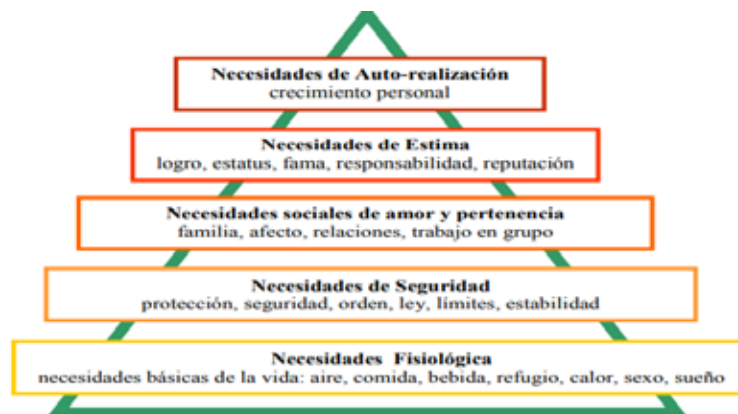 Necesidades de Auto-realización
crecimiento personal
Necesidades de Estima
logro, estatus, fama, responsabilidad, reputación
Necesidades sociales de amor y pertenencia
familia, afecto, relaciones, trabajo en grupo
Necesidades de Seguridad
protección, seguridad, orden, ley, límites, estabilidad
Necesidades Fisiológica
necesidades básicas de la vida: aire, comida, bebida, refugio, calor, sexo, sueño